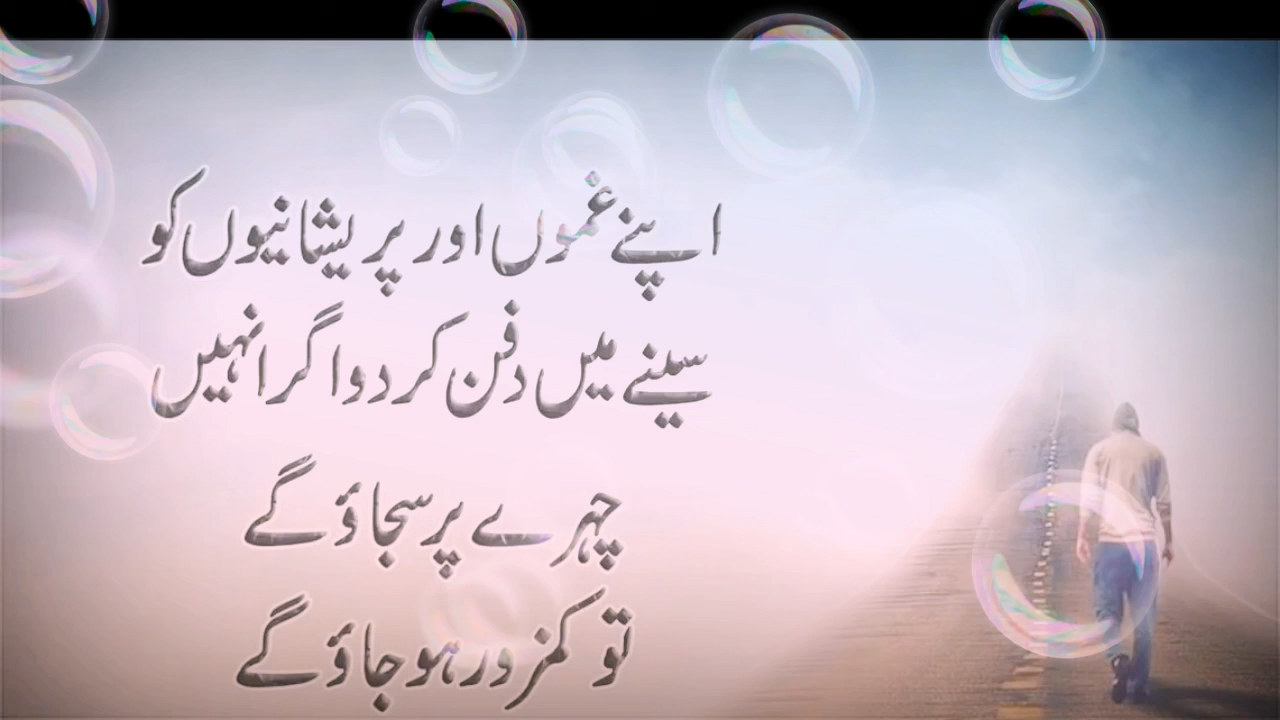 اپنے غموں اور پریشانیوں کو
سینے میں دفن کر دو اگر انہیں
چہرے پر سجاؤ گے
تو کمزور ہو جاؤ گے